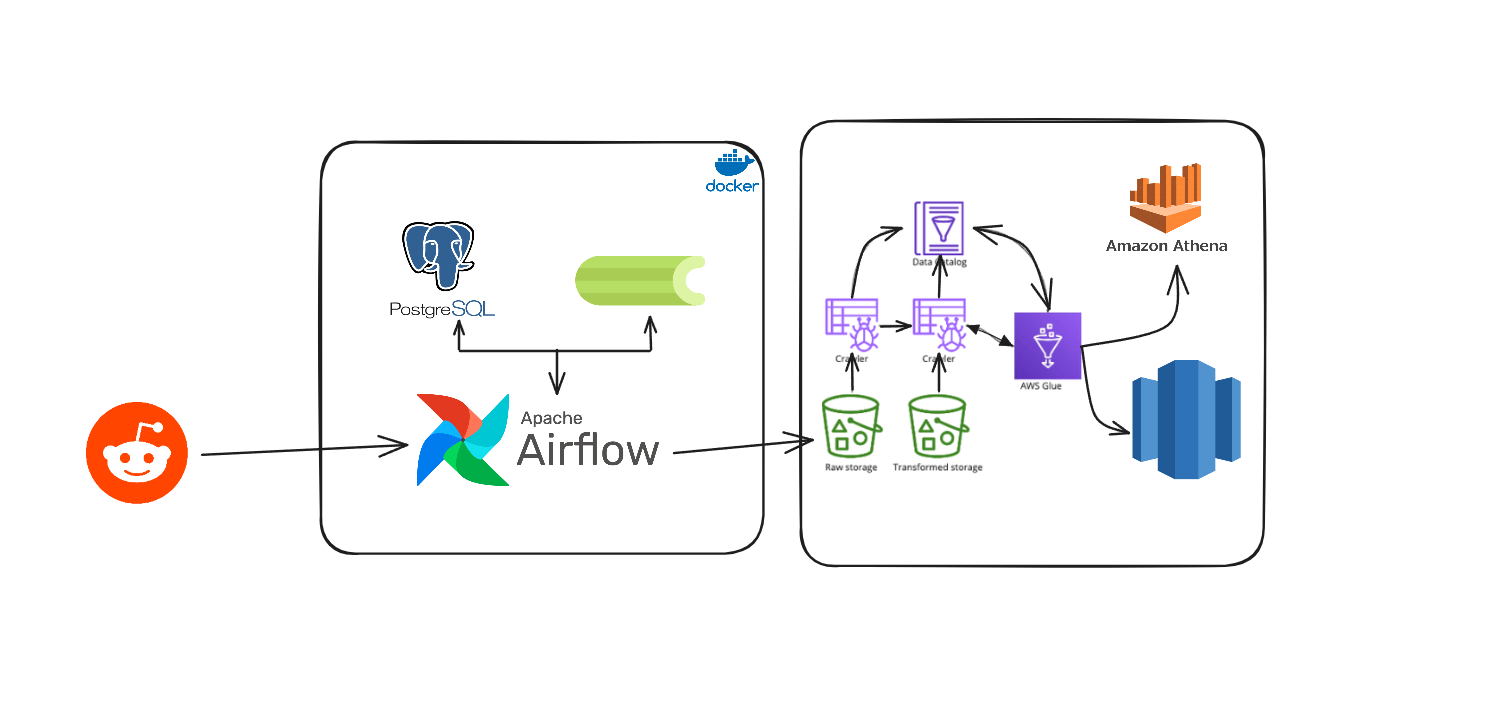 docker
PostgreSQL
Apache
Airflow
Data Catalog
Crawler
Crawler
AWS Glue
Raw storage
Transformed storage
Amazon Athena